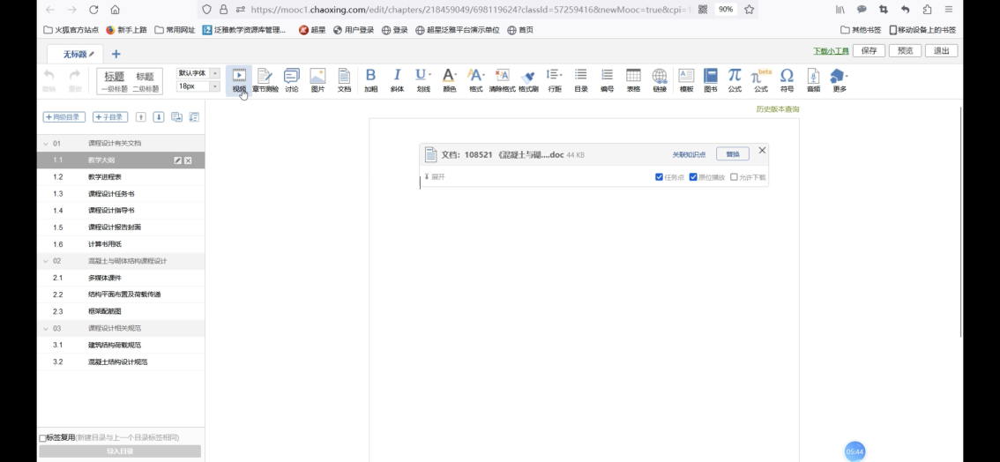 https://mooc1.chaoxing.com/edit/chapters/218459049/698119624?classId=57259416&newMooc=true&cpi=1 90%
火狐官方站点 新手上路 常用网址 泛雅教学资源库管理... 超星 用户登录 登录 超星泛雅平台演示单位 首页 其他书签 移动设备上的书签
无标题 下载小工具 保存 预览 退出
撤销 重做 标题 一级标题 标题 二级标题 默认字体 18px 视频 章节测验 讨论 图片 文档 加粗 斜体 划线 颜色 格式 清除格式 格式刷 行距 目录 编号 表格 链接 模板 图书 公式 beta 公式 符号 音频 更多
+同级目录 +子目录 历史版本查询
01 课程设计有关文档
1.1 教学大纲
1.2 教学进程表
1.3 课程设计任务书
1.4 课程设计指导书
1.5 课程设计报告封面
1.6 计算书用纸
02 混凝土与砌体结构课程设计
2.1 多媒体课件
2.2 结构平面布置及荷载传递
2.3 框架配筋图
03 课程设计相关规范
3.1 建筑结构荷载规范
3.2 混凝土结构设计规范
文档: 108521 《混凝土与砌....doc 44 KB 关联知识点 替换
展开 任务点 原位播放 允许下载
标签复用(新建目录与上一个目录标签相同)
导入目录
05:44